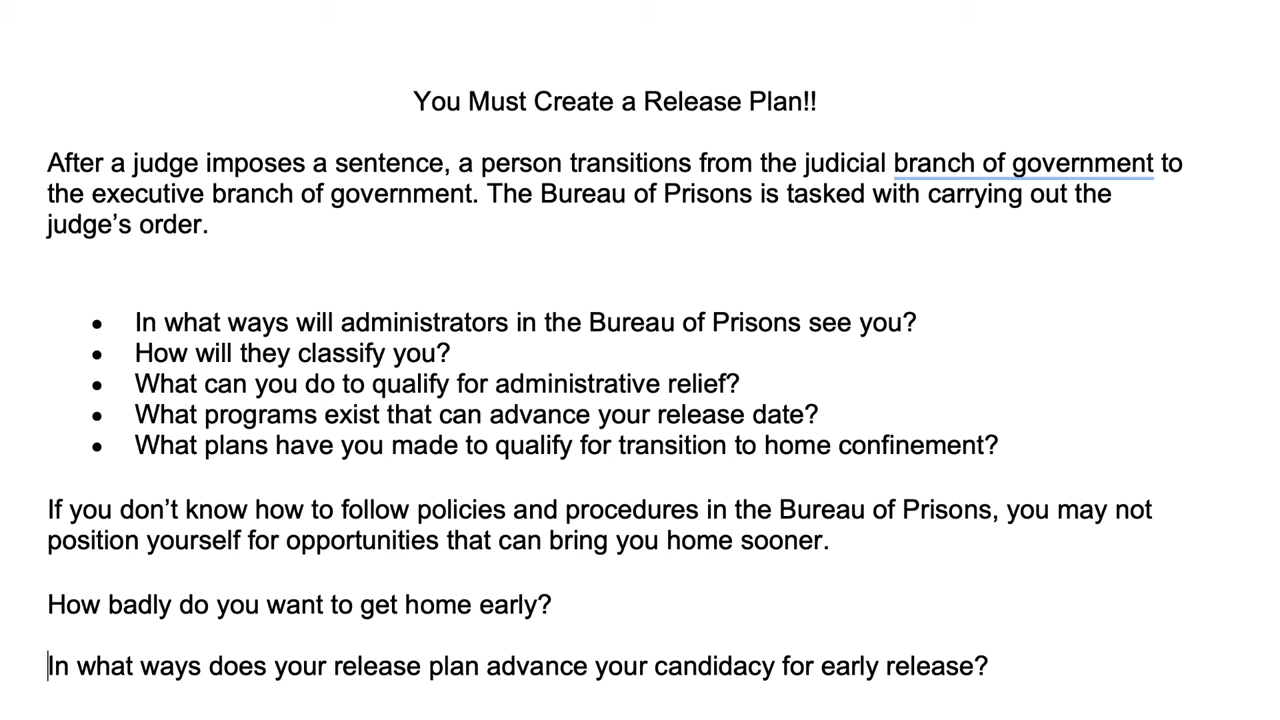 You Must Create a Release Plan!!
After a judge imposes a sentence, a person transitions from the judicial branch of government to
the executive branch of government. The Bureau of Prisons is tasked with carrying out the
judge’s order.
• In what ways will administrators in the Bureau of Prisons see you?
• How will they classify you?
• What can you do to qualify for administrative relief?
• What programs exist that can advance your release date?
• What plans have you made to qualify for transition to home confinement?
If you don’t know how to follow policies and procedures in the Bureau of Prisons, you may not
position yourself for opportunities that can bring you home sooner.
How badly do you want to get home early?
In what ways does your release plan advance your candidacy for early release?